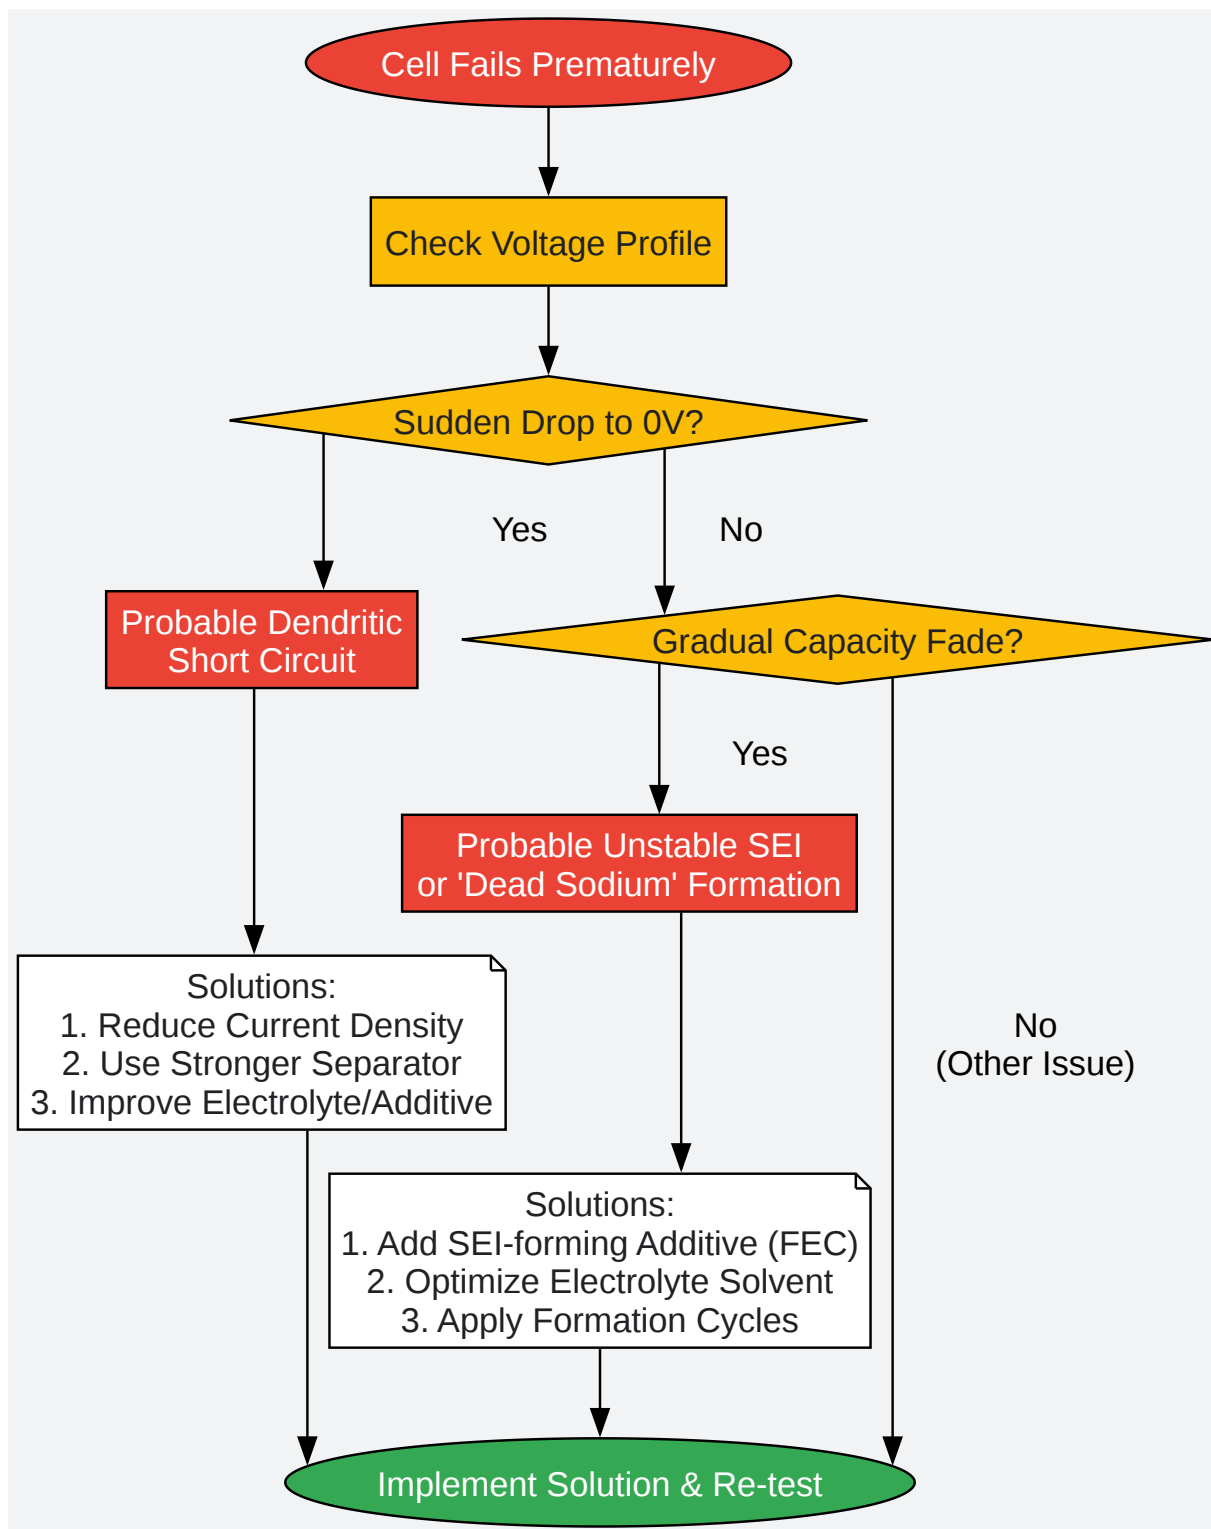 Cell Fails Prematurely
Check Voltage Profile
Sudden Drop to 0V?
Yes
No
Probable Dendritic
Short Circuit
Gradual Capacity Fade?
Yes
Probable Unstable SEI
or 'Dead Sodium' Formation
Solutions:
1. Reduce Current Density
2. Use Stronger Separator
3. Improve Electrolyte/Additive
No
(Other Issue)
Solutions:
1. Add SEI-forming Additive (FEC)
2. Optimize Electrolyte Solvent
3. Apply Formation Cycles
Implement Solution & Re-test